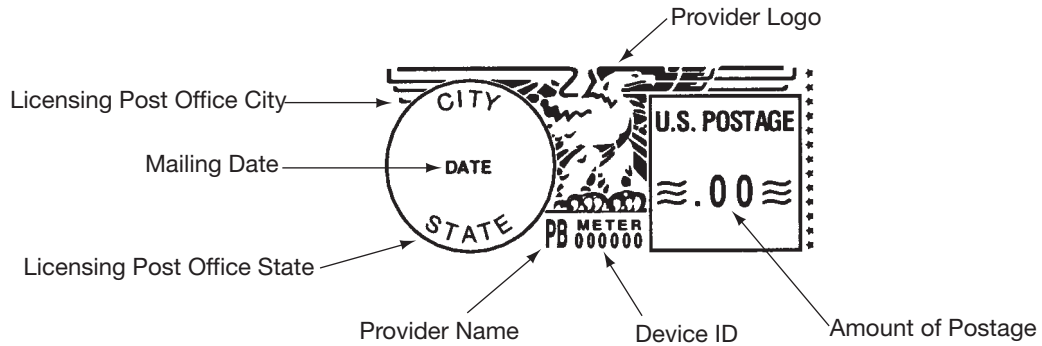 Provider Logo
Licensing Post Office City
CITY
U.S. POSTAGE
Mailing Date
DATE
.00
STATE
PB METER 000000
Licensing Post Office State
Provider Name
Device ID
Amount of Postage